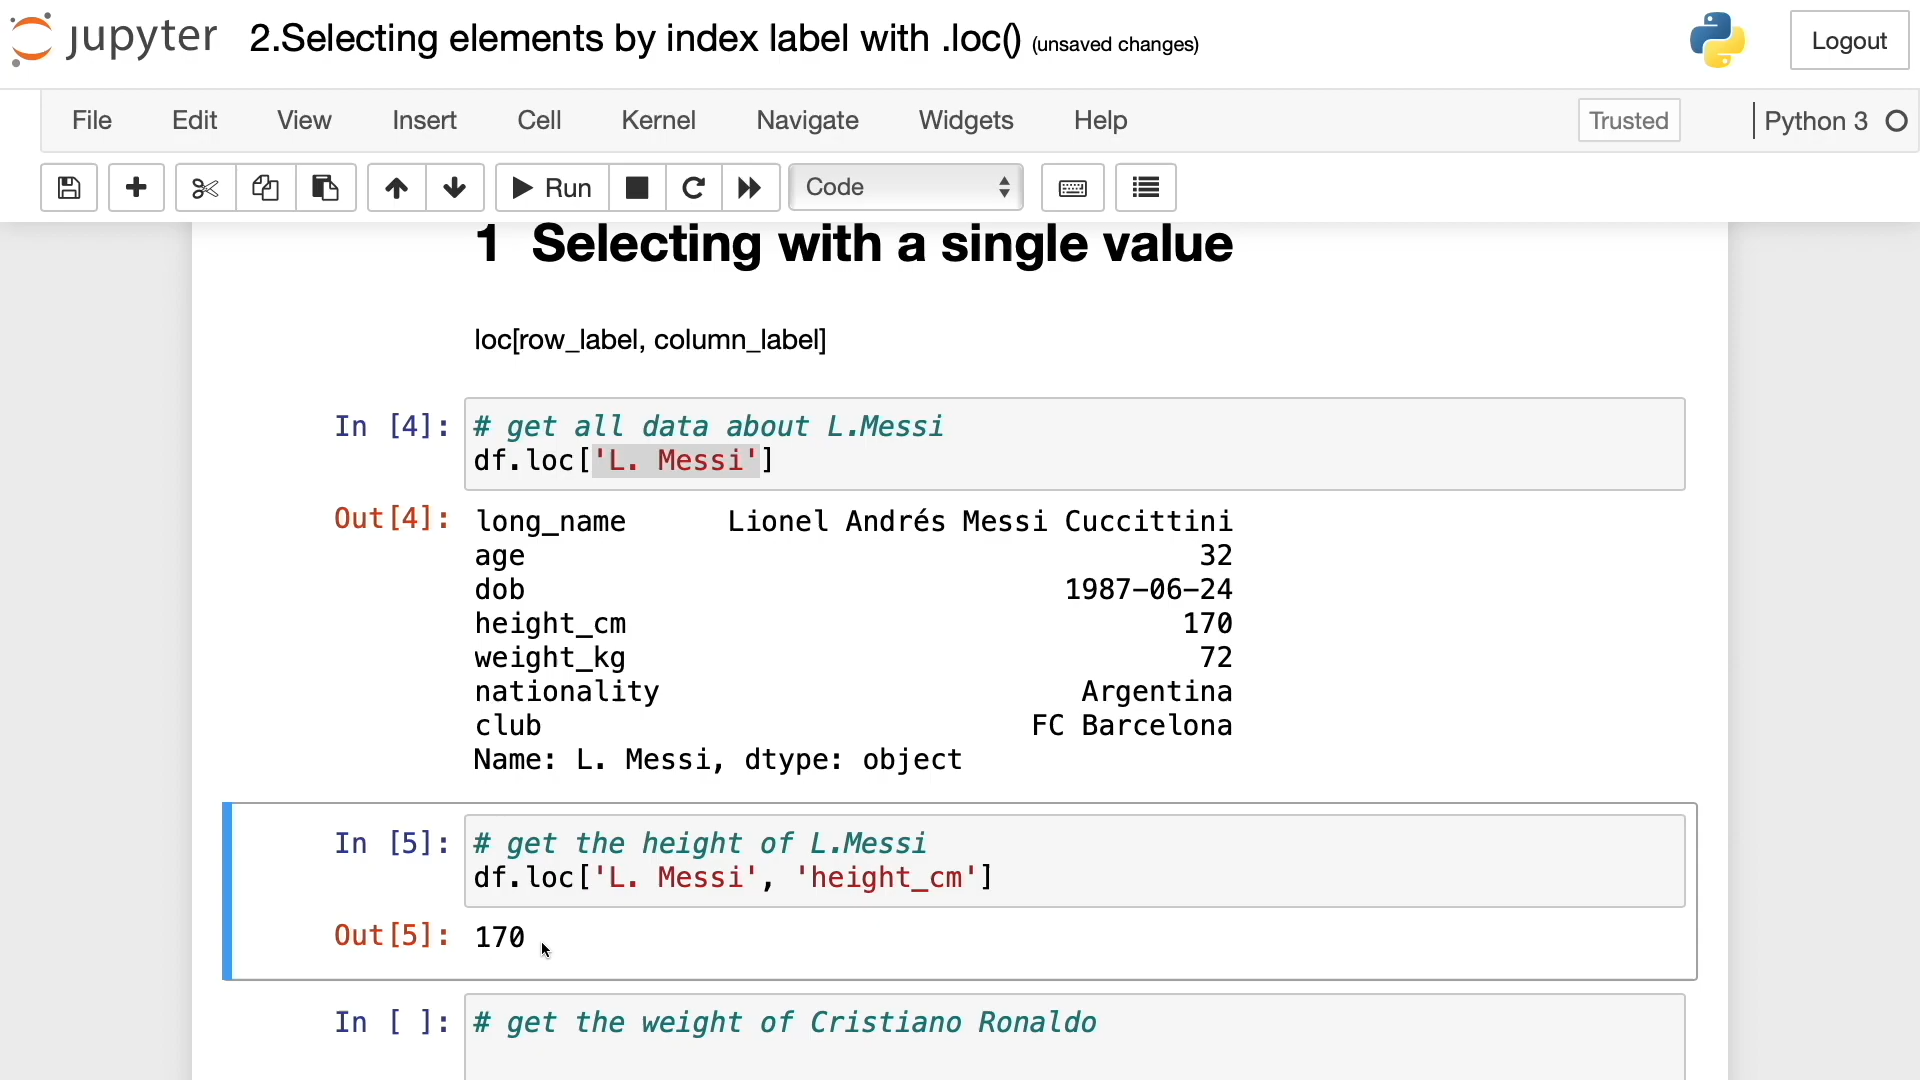 jupyter 2.Selecting elements by index label with .loc() (unsaved changes) Logout
File Edit View Insert Cell Kernel Navigate Widgets Help Trusted Python 3
Run Code
1 Selecting with a single value
loc[row_label, column_label]
In [4]: # get all data about L.Messi
df.loc['L. Messi']
Out[4]: long_name Lionel Andrés Messi Cuccittini
age 32
dob 1987-06-24
height_cm 170
weight_kg 72
nationality Argentina
club FC Barcelona
Name: L. Messi, dtype: object
In [5]: # get the height of L.Messi
df.loc['L. Messi', 'height_cm']
Out[5]: 170
In [ ]: # get the weight of Cristiano Ronaldo